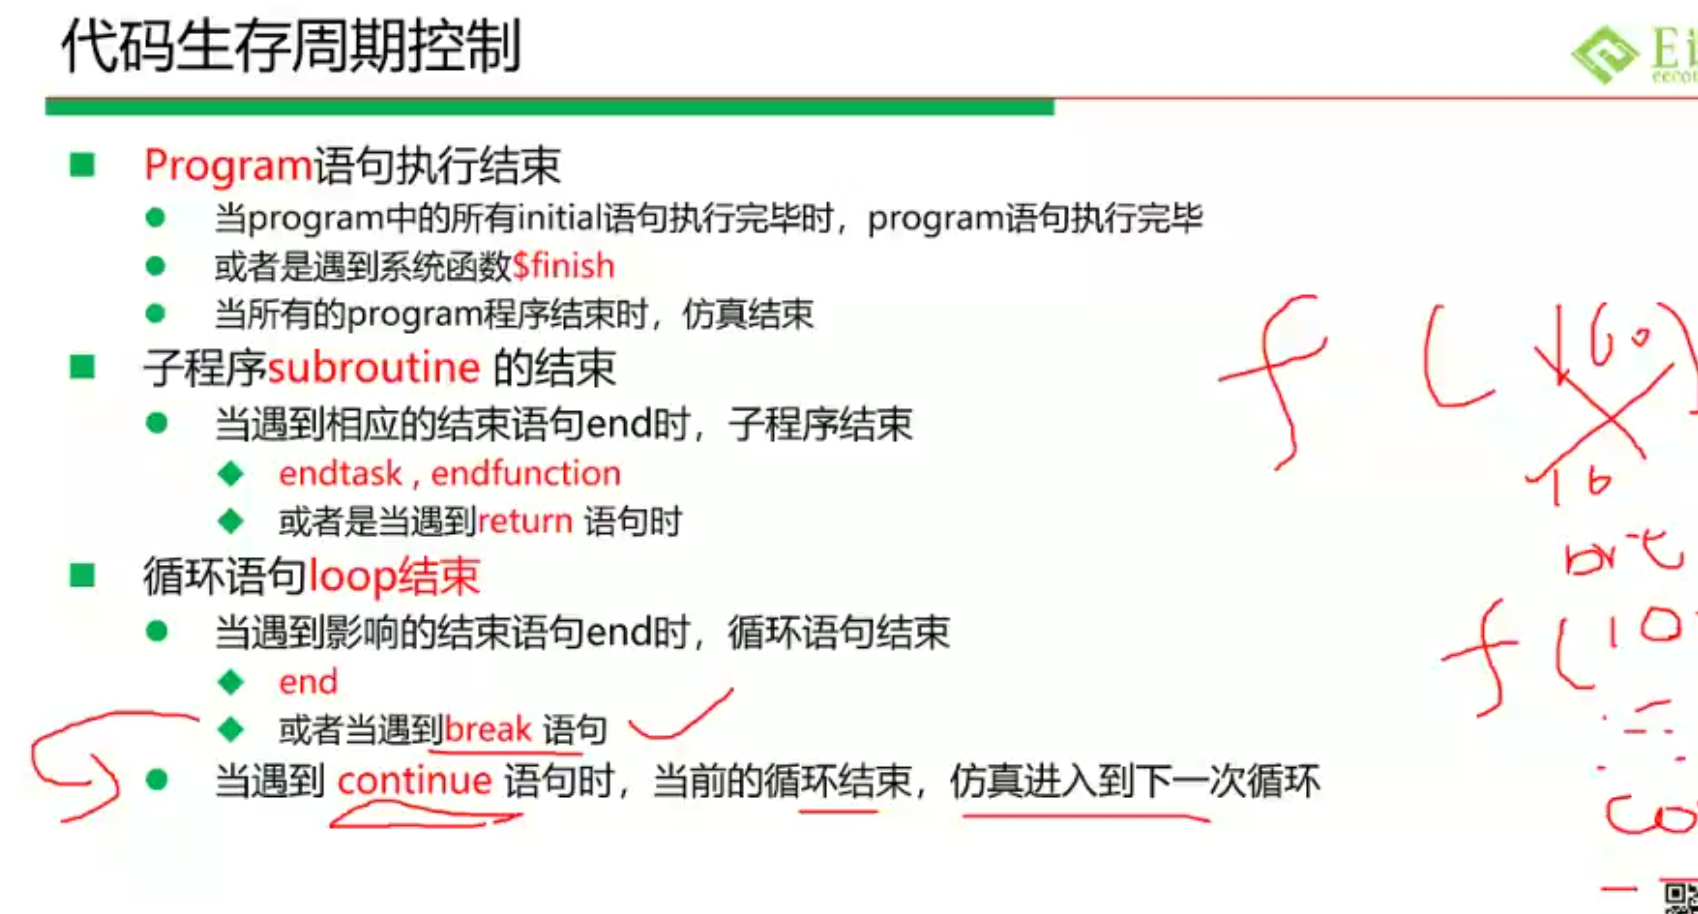 代码生存周期控制
Program语句执行结束
当program中的所有initial语句执行完毕时，program语句执行完毕
或者是遇到系统函数$finish
当所有的program程序结束时，仿真结束
子程序subroutine 的结束
当遇到相应的结束语句end时，子程序结束
endtask , endfunction
或者是当遇到return 语句时
循环语句loop结束
当遇到影响的结束语句end时，循环语句结束
end
或者当遇到break 语句
当遇到 continue 语句时，当前的循环结束，仿真进入到下一次循环